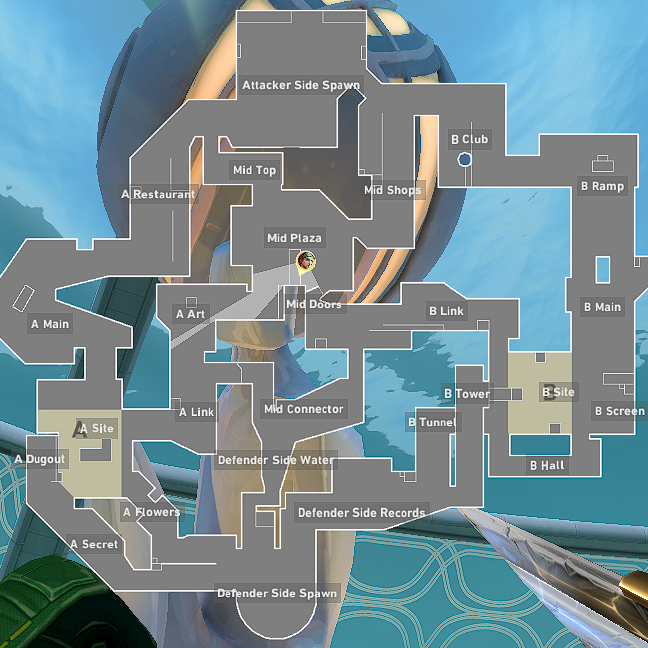 Attacker Side Spawn
B Club
Mid Top
B Ramp
A Restaurant
Mid Shops
Mid Plaza
Mid Doors
B Main
A Art
B Link
A Main
B Tower
B
B Site
A Link
Mid Connector
B Screen
B Tunnel
A
A Site
A Dugout
Defender Side Water
B Hall
A Flowers
Defender Side Records
A Secret
Defender Side Spawn